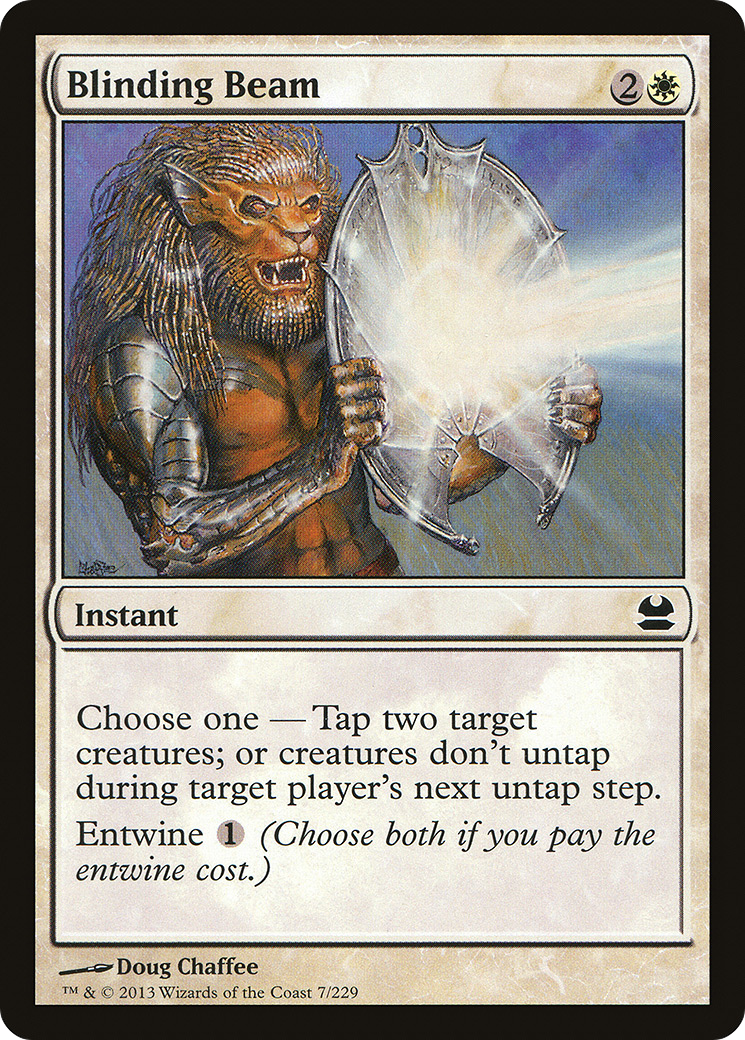 Blinding Beam 2
Instant
Choose one — Tap two target
creatures; or creatures don't untap
during target player's next untap step.
Entwine 1 (Choose both if you pay the
entwine cost.)
Doug Chaffee
™ & © 2013 Wizards of the Coast 7/229